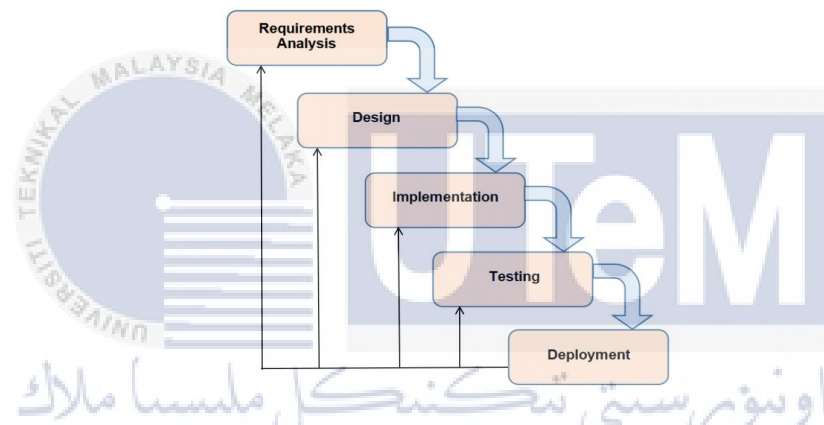 Requirements
Analysis
Design
Implementation
Testing
Deployment
UNIVERSITI TEKNIKAL MALAYSIA MELAKA
UTeM
اونيۏرسيتي تيكنيكل مليسيا ملاك